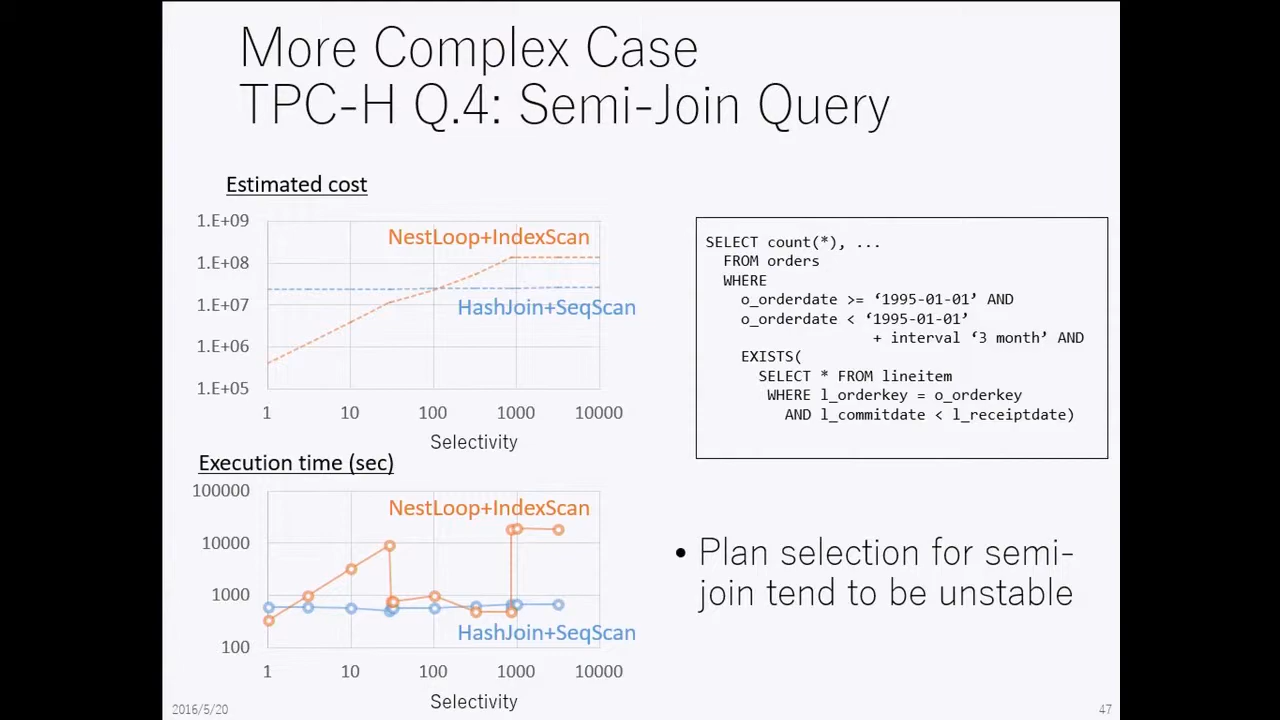 More Complex Case
TPC-H Q.4: Semi-Join Query
Estimated cost
1.E+09
1.E+08
1.E+07
1.E+06
1.E+05
NestLoop+IndexScan
HashJoin+SeqScan
1 10 100 1000 10000
Selectivity
Execution time (sec)
100000
10000
1000
100
NestLoop+IndexScan
HashJoin+SeqScan
1 10 100 1000 10000
Selectivity
SELECT count(*), ...
FROM orders
WHERE
o_orderdate >= ‘1995-01-01’ AND
o_orderdate < ‘1995-01-01’
+ interval ‘3 month’ AND
EXISTS(
SELECT * FROM lineitem
WHERE l_orderkey = o_orderkey
AND l_commitdate < l_receiptdate)
• Plan selection for semi-
join tend to be unstable
2016/5/20
47